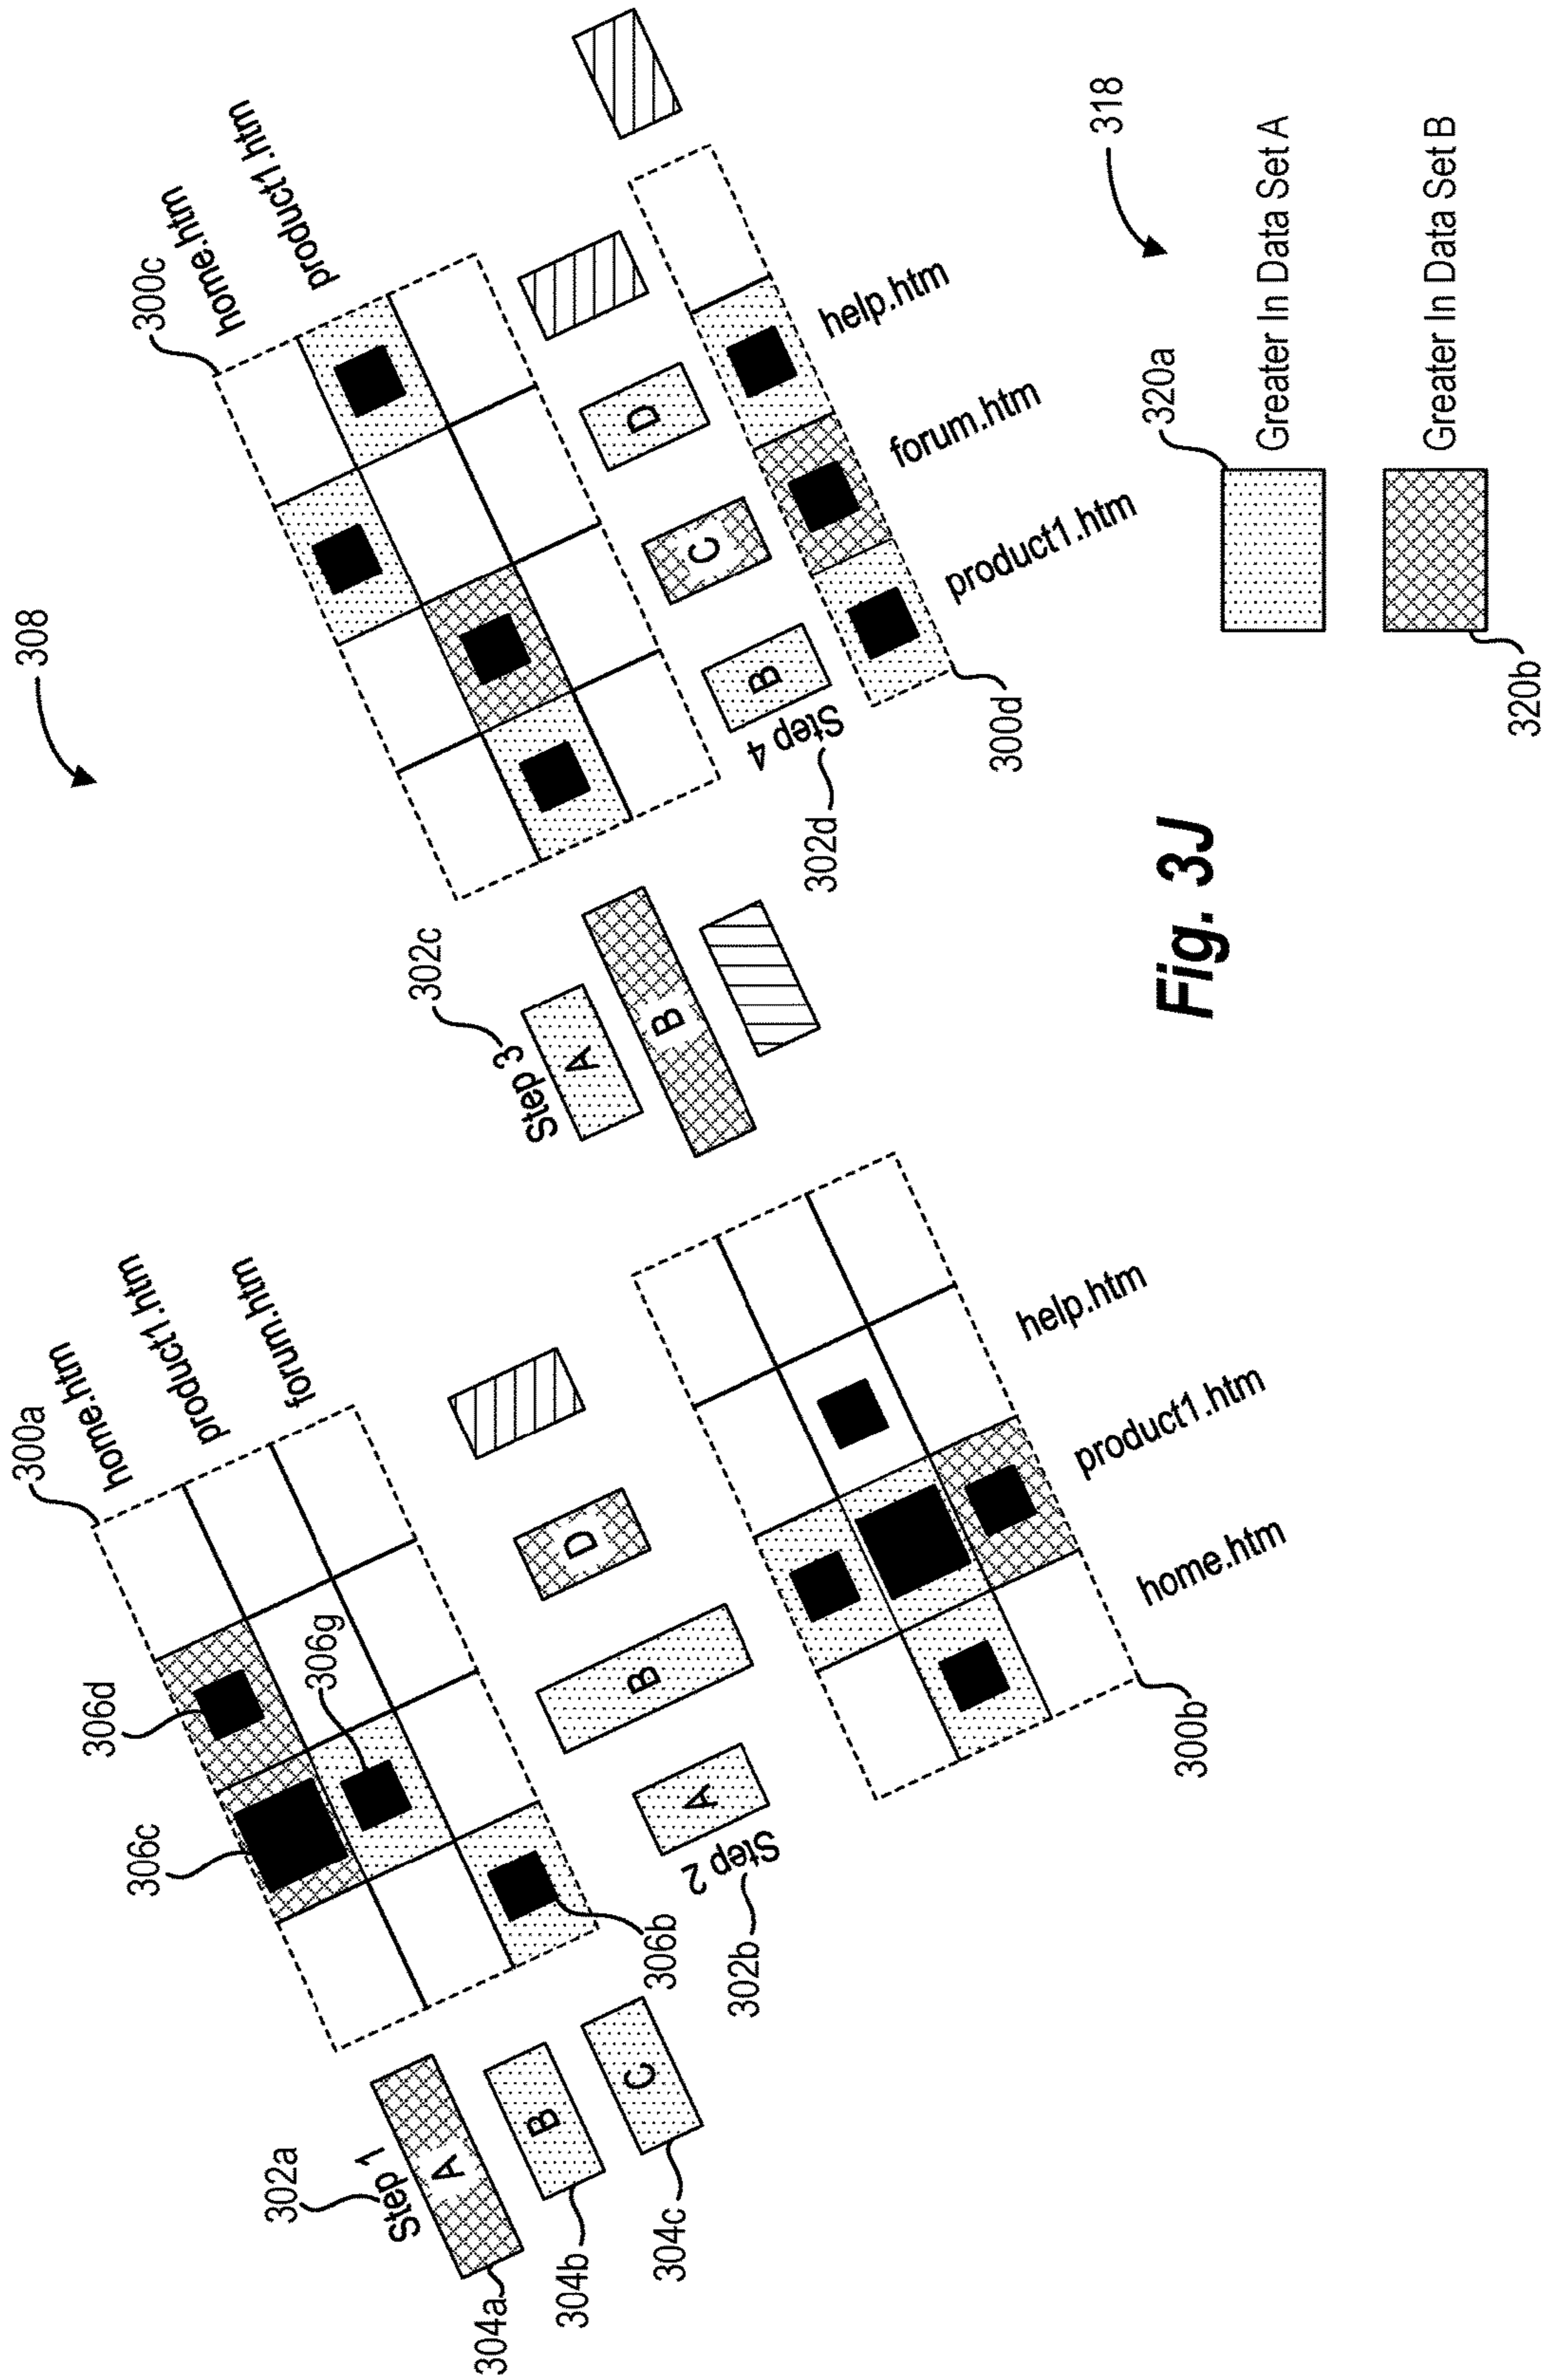 308
300a
home.htm
product1.htm
forum.htm
306d
306c
306g
306b
302a
Step 1
A
B
C
304a
304b
304c
A
B
D
Step 2
302b
300b
home.htm
product1.htm
help.htm
302c
Step 3
A
B
300c
home.htm
product1.htm
B
C
D
Step 4
302d
300d
product1.htm
forum.htm
help.htm
318
320a
Greater In Data Set A
320b
Greater In Data Set B
Fig. 3J